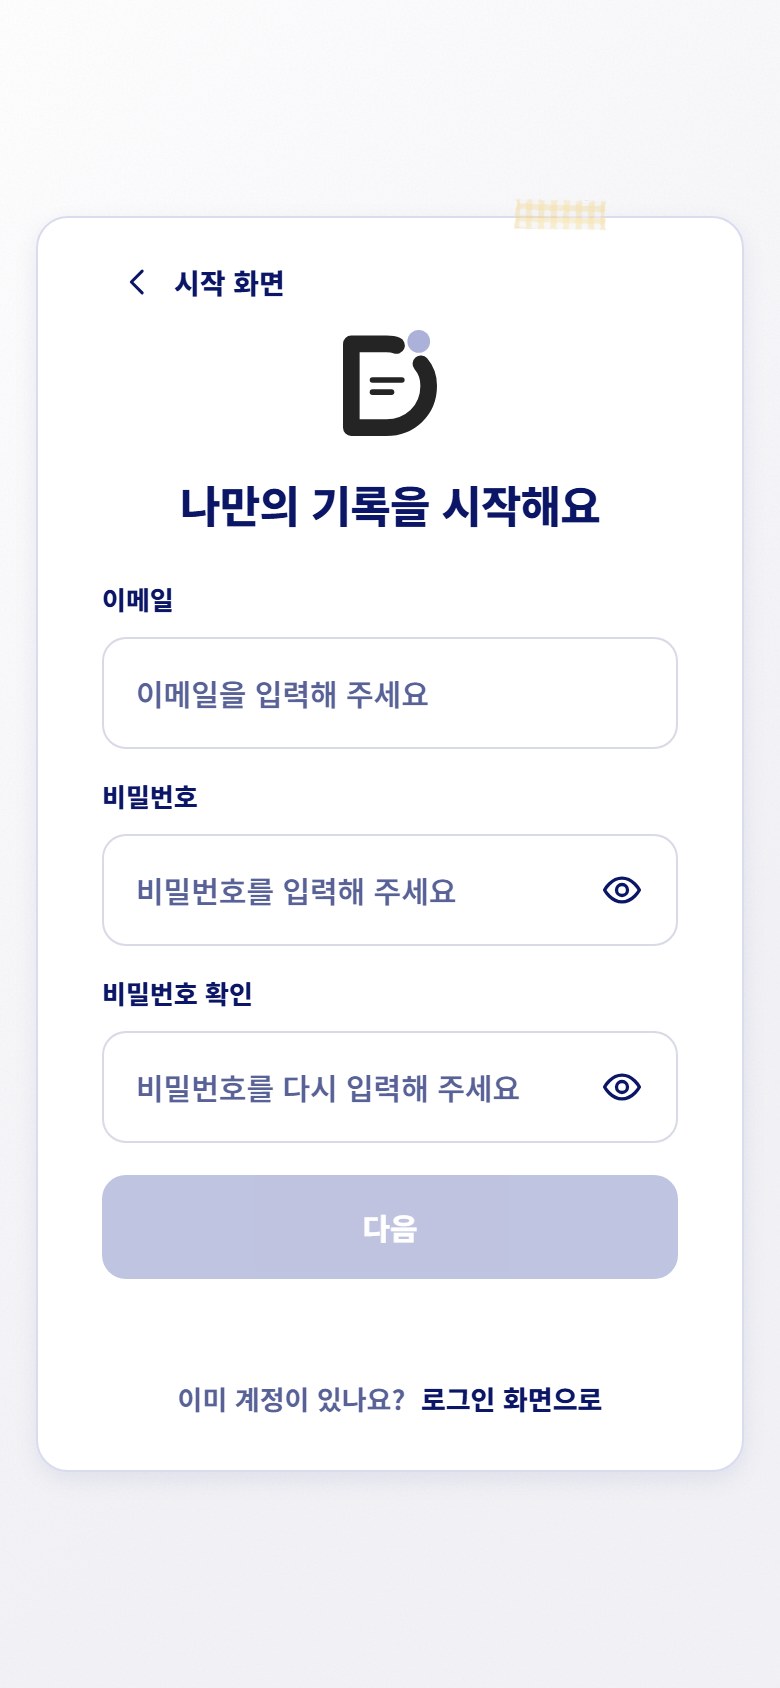 시작 화면
나만의 기록을 시작해요
이메일
이메일을 입력해 주세요
비밀번호
비밀번호를 입력해 주세요
비밀번호 확인
비밀번호를 다시 입력해 주세요
다음
이미 계정이 있나요? 로그인 화면으로